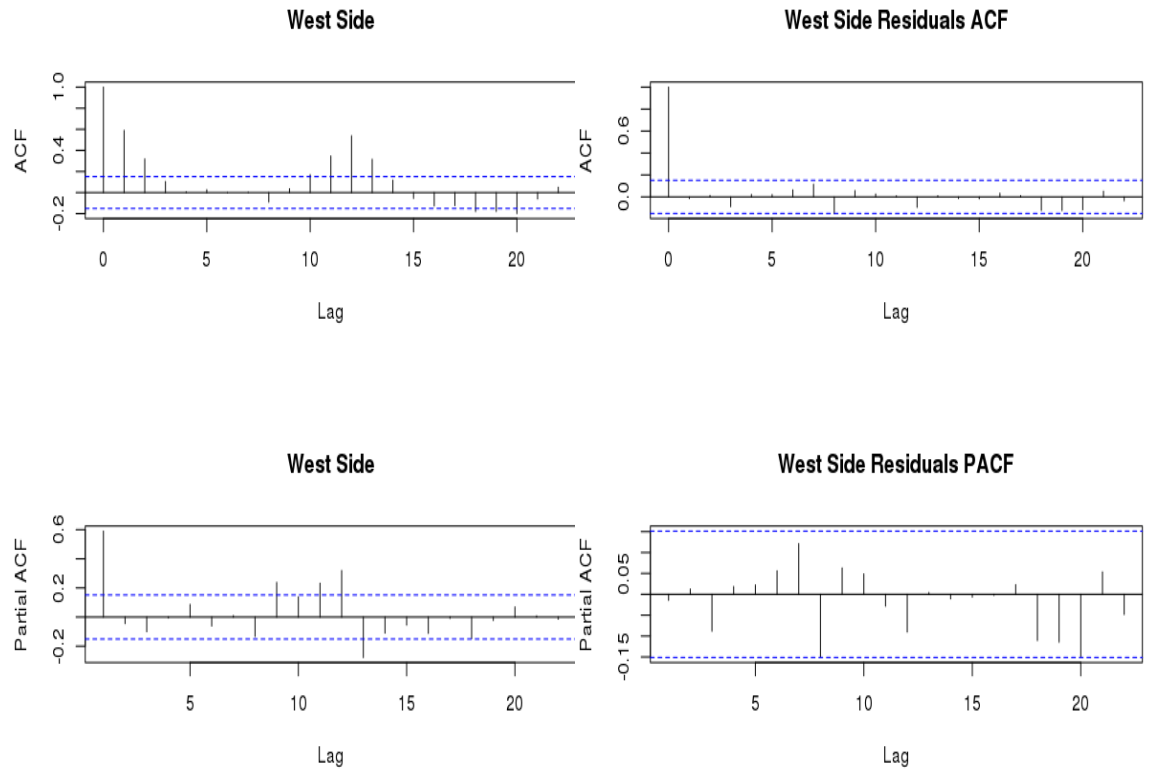 West Side
ACF
1.0
0.4
-0.2
0 5 10 15 20
Lag
West Side Residuals ACF
ACF
0.6
0.0
0 5 10 15 20
Lag
West Side
Partial ACF
0.6
0.2
-0.2
5 10 15 20
Lag
West Side Residuals PACF
Partial ACF
0.05
-0.15
5 10 15 20
Lag